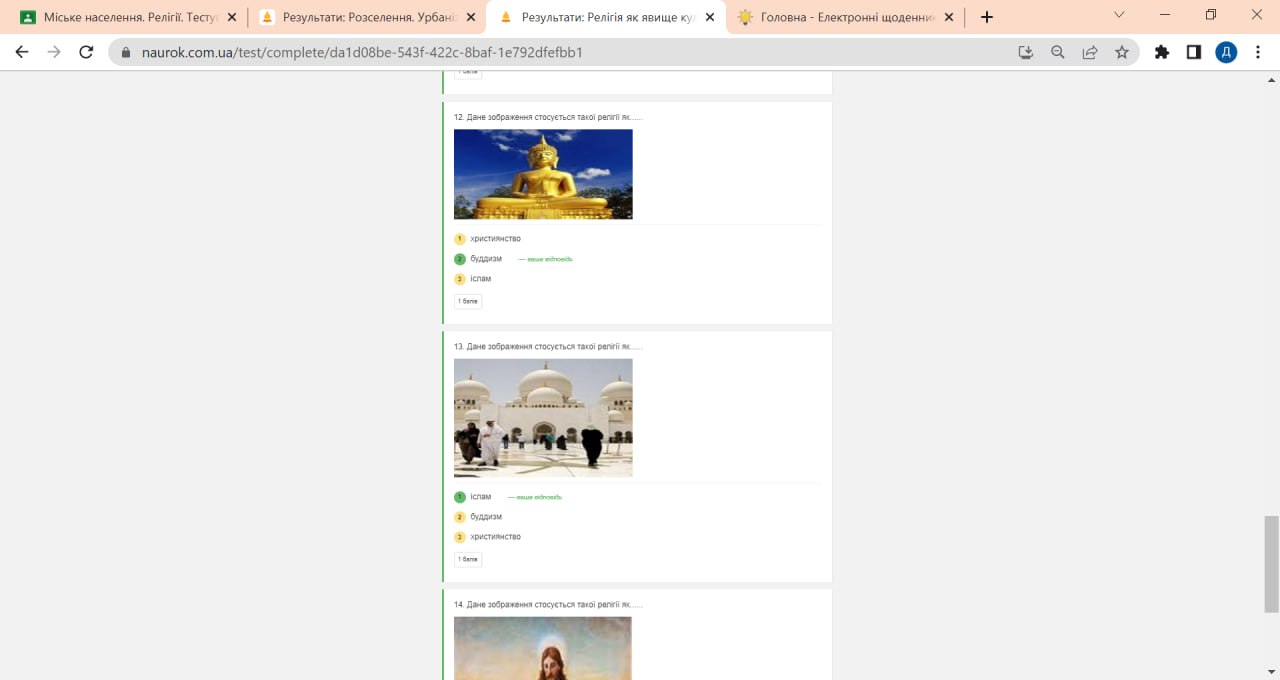 Міське населення. Релігії. Тесту
Результати: Розселення. Урбані
Результати: Релігія як явище ку
Головна - Електронні щоденни
naurok.com.ua/test/complete/da1d08be-543f-422c-8baf-1e792dfefbb1
Д
1 балів
12. Дане зображення стосується такої релігії як......
1 християнство
2 буддизм — ваша відповідь
3 іслам
1 балів
13. Дане зображення стосується такої релігії як......
1 іслам — ваша відповідь
2 буддизм
3 християнство
1 балів
14. Дане зображення стосується такої релігії як......